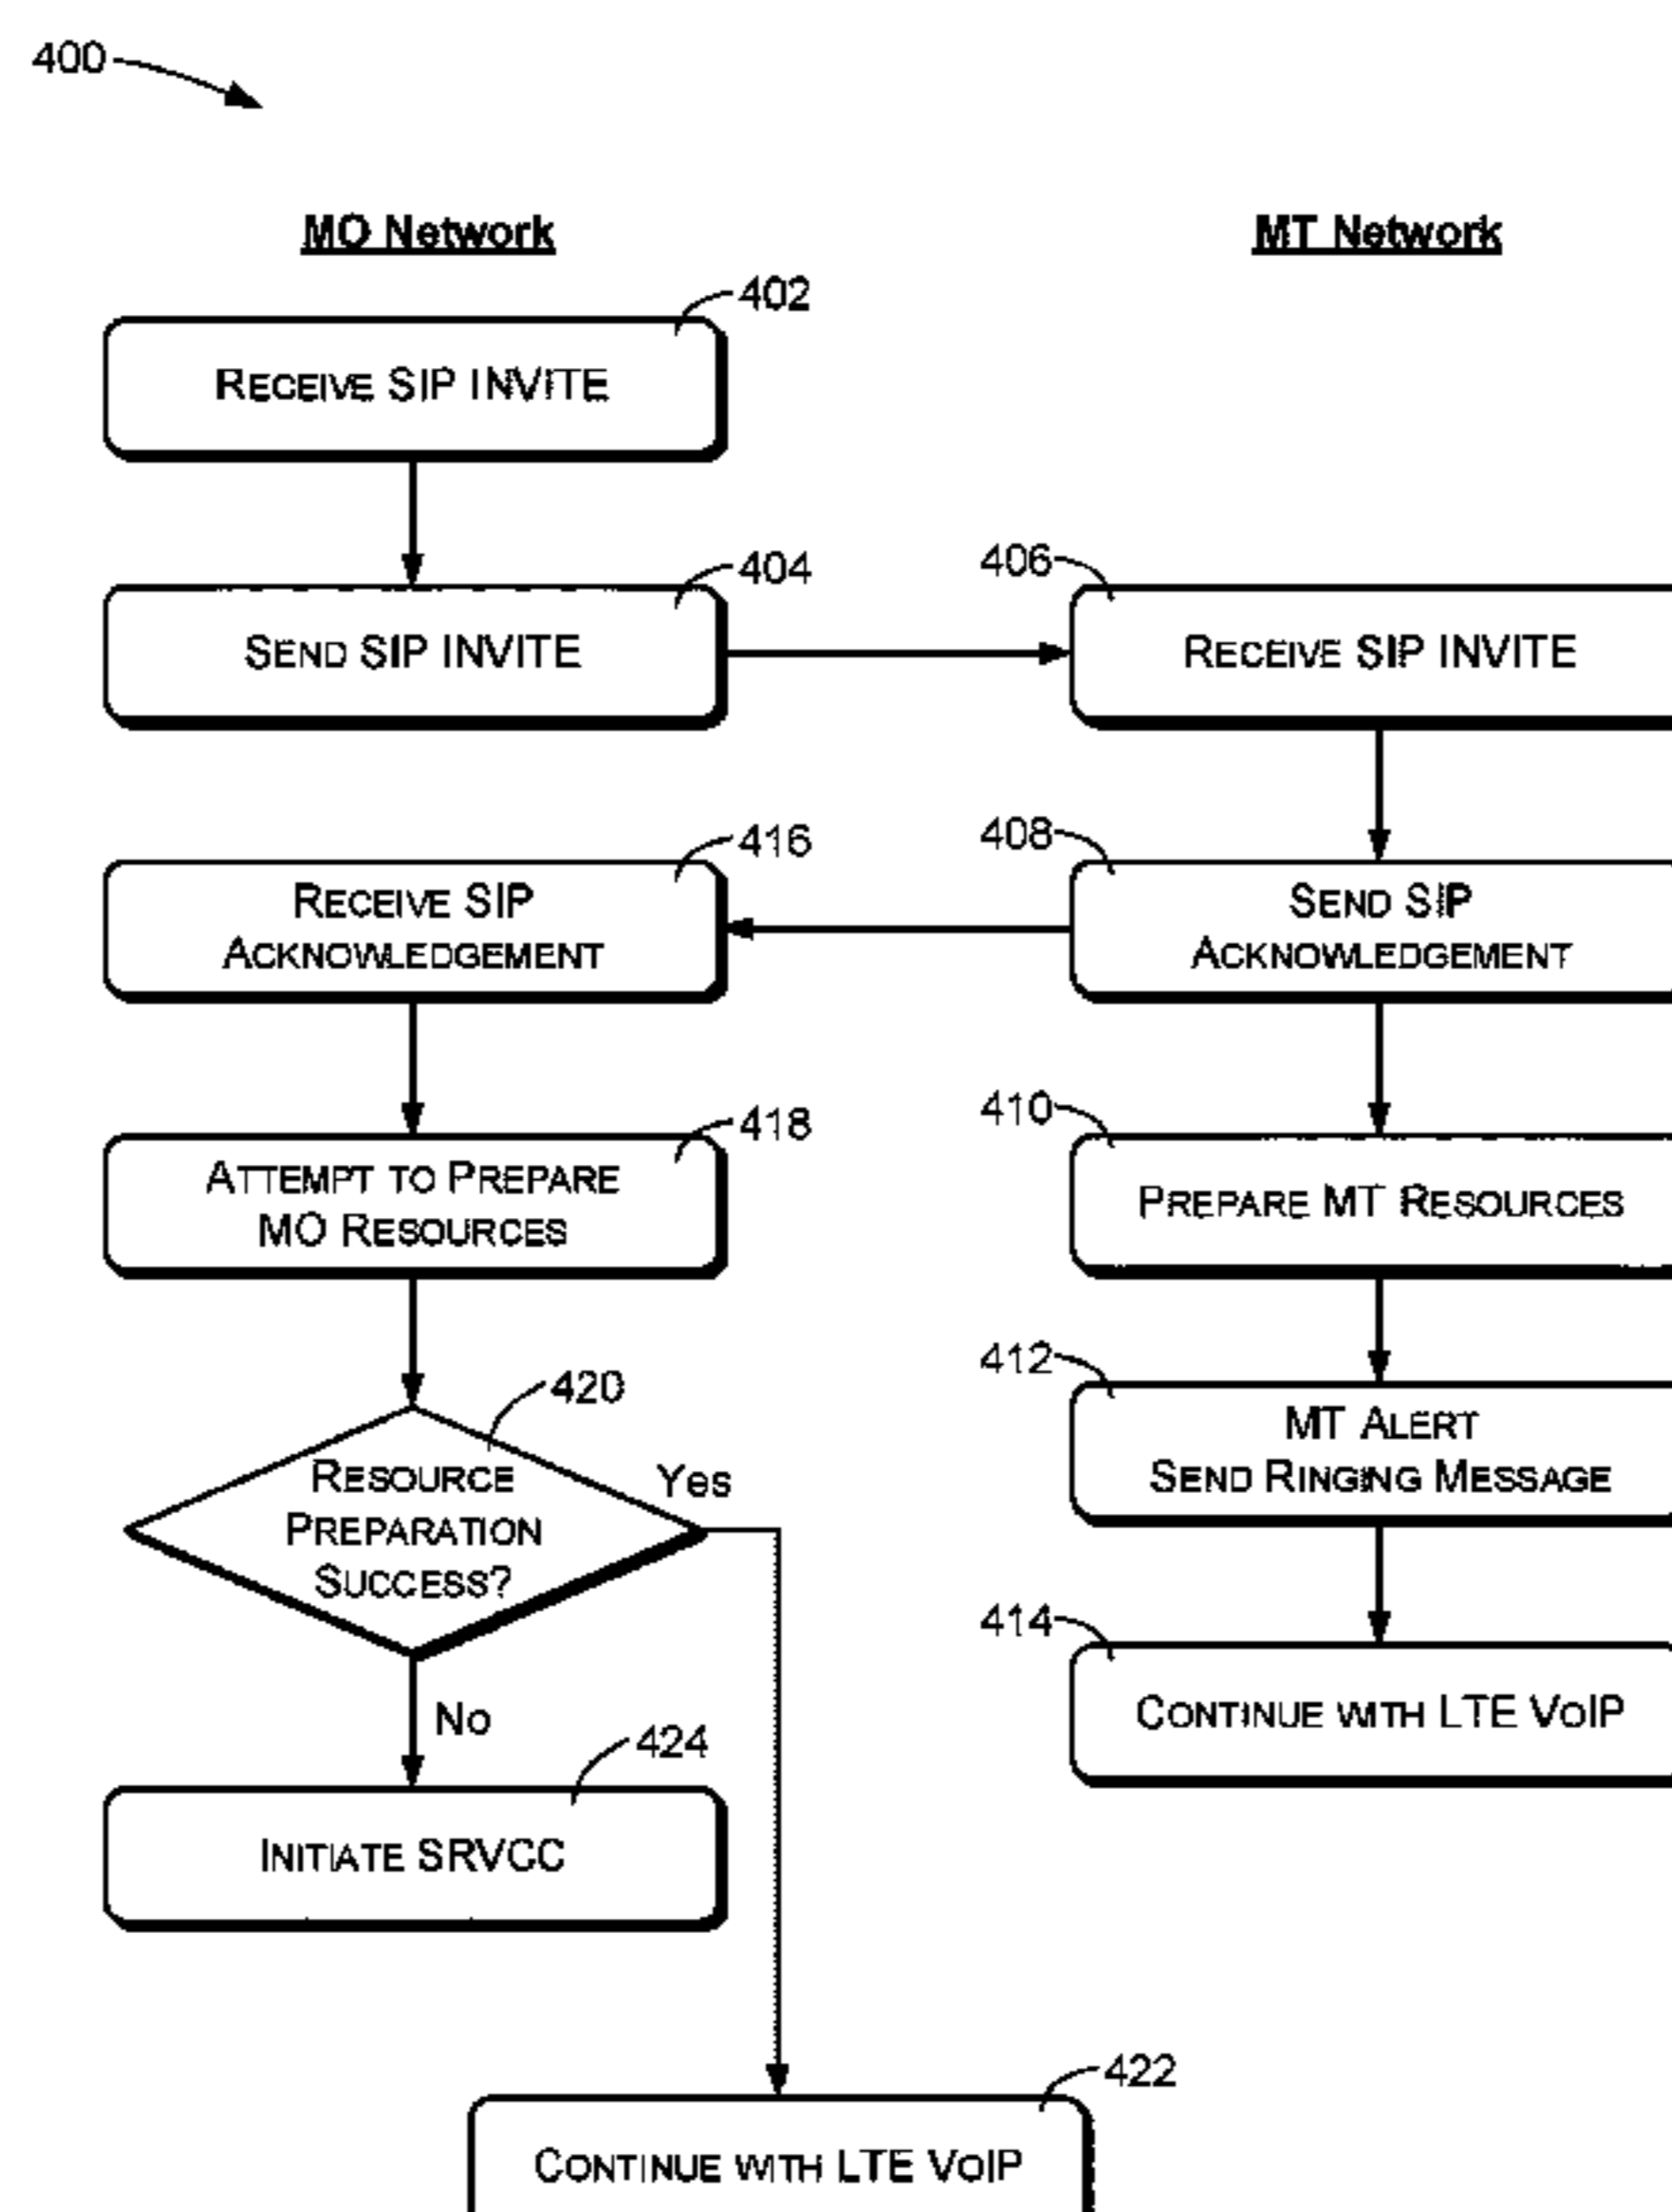 400
MO Network
MT Network
402
RECEIVE SIP INVITE
404
SEND SIP INVITE
406
RECEIVE SIP INVITE
416
RECEIVE SIP
ACKNOWLEDGEMENT
408
SEND SIP
ACKNOWLEDGEMENT
418
ATTEMPT TO PREPARE
MO RESOURCES
410
PREPARE MT RESOURCES
420
RESOURCE
PREPARATION
SUCCESS?
Yes
No
412
MT ALERT
SEND RINGING MESSAGE
414
CONTINUE WITH LTE VOIP
424
INITIATE SRVCC
422
CONTINUE WITH LTE VOIP